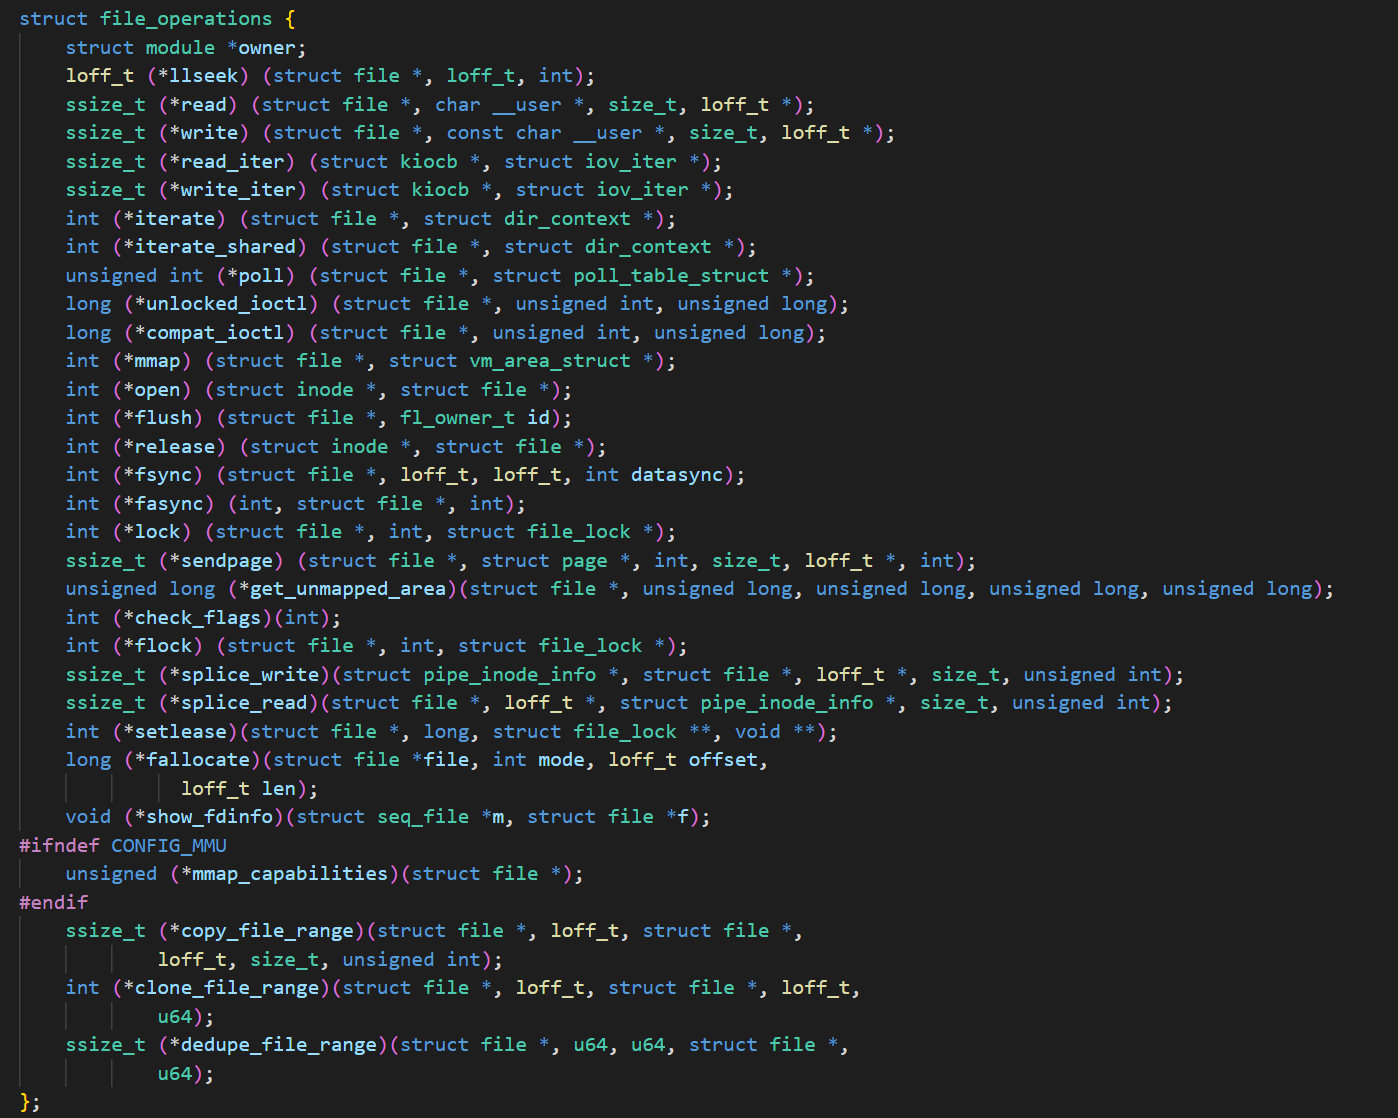 struct file_operations {
    struct module *owner;
    loff_t (*llseek) (struct file *, loff_t, int);
    ssize_t (*read) (struct file *, char __user *, size_t, loff_t *);
    ssize_t (*write) (struct file *, const char __user *, size_t, loff_t *);
    ssize_t (*read_iter) (struct kiocb *, struct iov_iter *);
    ssize_t (*write_iter) (struct kiocb *, struct iov_iter *);
    int (*iterate) (struct file *, struct dir_context *);
    int (*iterate_shared) (struct file *, struct dir_context *);
    unsigned int (*poll) (struct file *, struct poll_table_struct *);
    long (*unlocked_ioctl) (struct file *, unsigned int, unsigned long);
    long (*compat_ioctl) (struct file *, unsigned int, unsigned long);
    int (*mmap) (struct file *, struct vm_area_struct *);
    int (*open) (struct inode *, struct file *);
    int (*flush) (struct file *, fl_owner_t id);
    int (*release) (struct inode *, struct file *);
    int (*fsync) (struct file *, loff_t, loff_t, int datasync);
    int (*fasync) (int, struct file *, int);
    int (*lock) (struct file *, int, struct file_lock *);
    ssize_t (*sendpage) (struct file *, struct page *, int, size_t, loff_t *, int);
    unsigned long (*get_unmapped_area)(struct file *, unsigned long, unsigned long, unsigned long, unsigned long);
    int (*check_flags)(int);
    int (*flock) (struct file *, int, struct file_lock *);
    ssize_t (*splice_write)(struct pipe_inode_info *, struct file *, loff_t *, size_t, unsigned int);
    ssize_t (*splice_read)(struct file *, loff_t *, struct pipe_inode_info *, size_t, unsigned int);
    int (*setlease)(struct file *, long, struct file_lock **, void **);
    long (*fallocate)(struct file *file, int mode, loff_t offset,
              loff_t len);
    void (*show_fdinfo)(struct seq_file *m, struct file *f);
#ifndef CONFIG_MMU
    unsigned (*mmap_capabilities)(struct file *);
#endif
    ssize_t (*copy_file_range)(struct file *, loff_t, struct file *,
            loff_t, size_t, unsigned int);
    int (*clone_file_range)(struct file *, loff_t, struct file *, loff_t,
            u64);
    ssize_t (*dedupe_file_range)(struct file *, u64, u64, struct file *,
            u64);
};